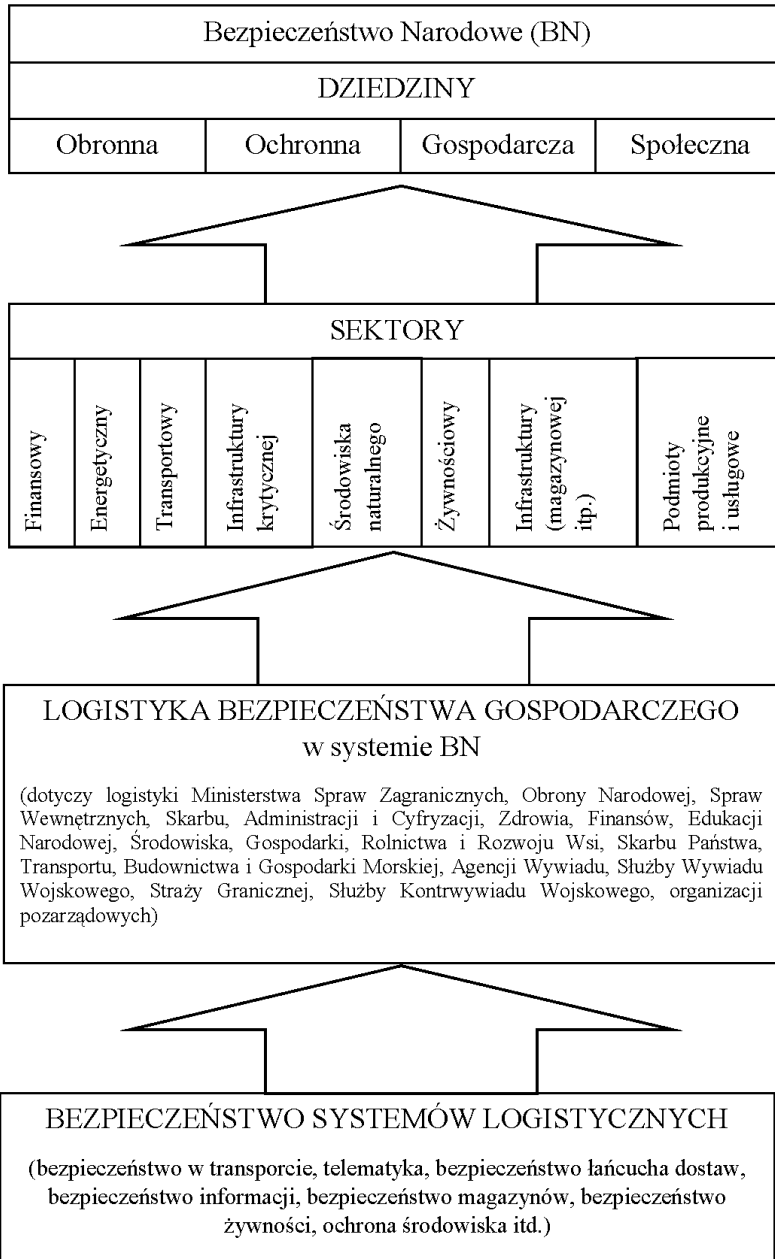 Bezpieczeństwo Narodowe (BN)
DZIEDZINY
Obronna Ochronna Gospodarcza Społeczna
SEKTORY
Finansowy
Energetyczny
Transportowy
Infrastruktury
krytycznej
Środowiska
naturalnego
Żywnościowy
Infrastruktury
(magazynowej
itp.)
Podmioty
produkcyjne
i usługowe
LOGISTYKA BEZPIECZEŃSTWA GOSPODARCZEGO
w systemie BN
(dotyczy logistyki Ministerstwa Spraw Zagranicznych, Obrony Narodowej, Spraw
Wewnętrznych, Skarbu, Administracji i Cyfryzacji, Zdrowia, Finansów, Edukacji
Narodowej, Środowiska, Gospodarki, Rolnictwa i Rozwoju Wsi, Skarbu Państwa,
Transportu, Budownictwa i Gospodarki Morskiej, Agencji Wywiadu, Służby Wywiadu
Wojskowego, Straży Granicznej, Służby Kontrwywiadu Wojskowego, organizacji
pozarządowych)
BEZPIECZEŃSTWO SYSTEMÓW LOGISTYCZNYCH
(bezpieczeństwo w transporcie, telematyka, bezpieczeństwo łańcucha dostaw,
bezpieczeństwo informacji, bezpieczeństwo magazynów, bezpieczeństwo
żywności, ochrona środowiska itd.)